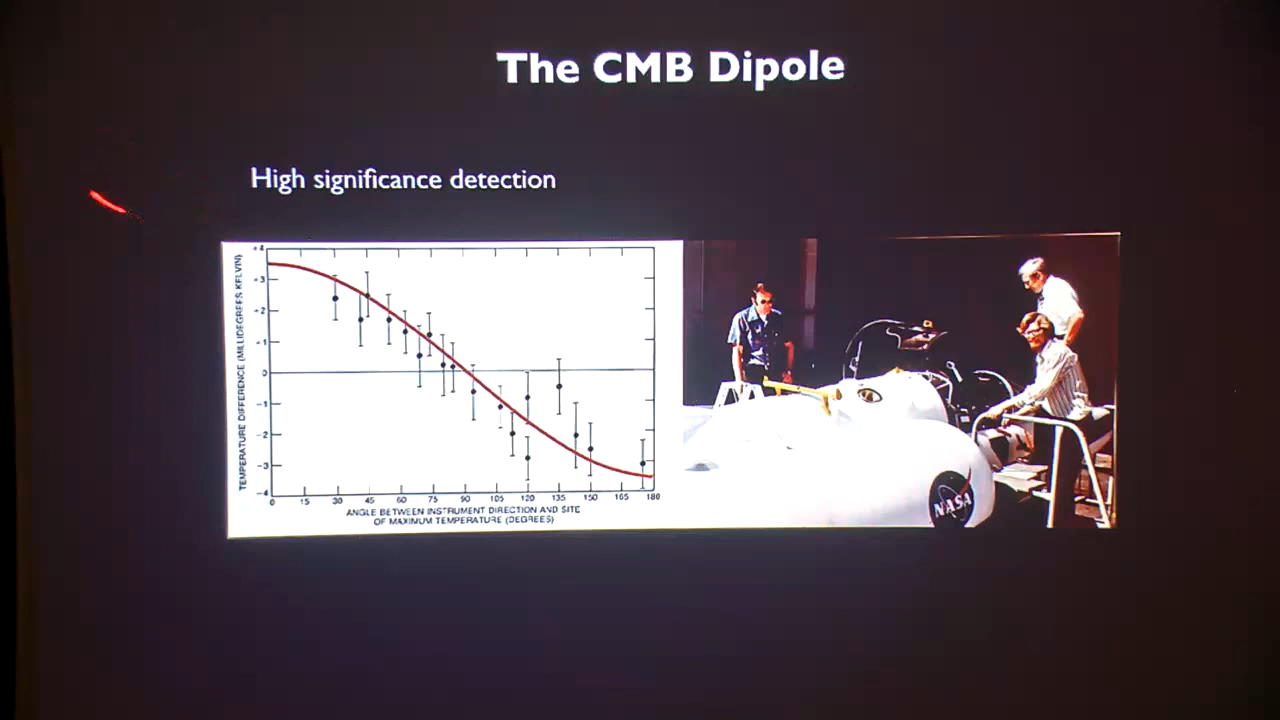 The CMB Dipole
High significance detection
TEMPERATURE DIFFERENCE (MILLIDEGREES KELVIN)
+4
+3
+2
+1
0
−1
−2
−3
−4
0 15 30 45 60 75 90 105 120 135 150 165 180
ANGLE BETWEEN INSTRUMENT DIRECTION AND SITE
OF MAXIMUM TEMPERATURE (DEGREES)
NASA